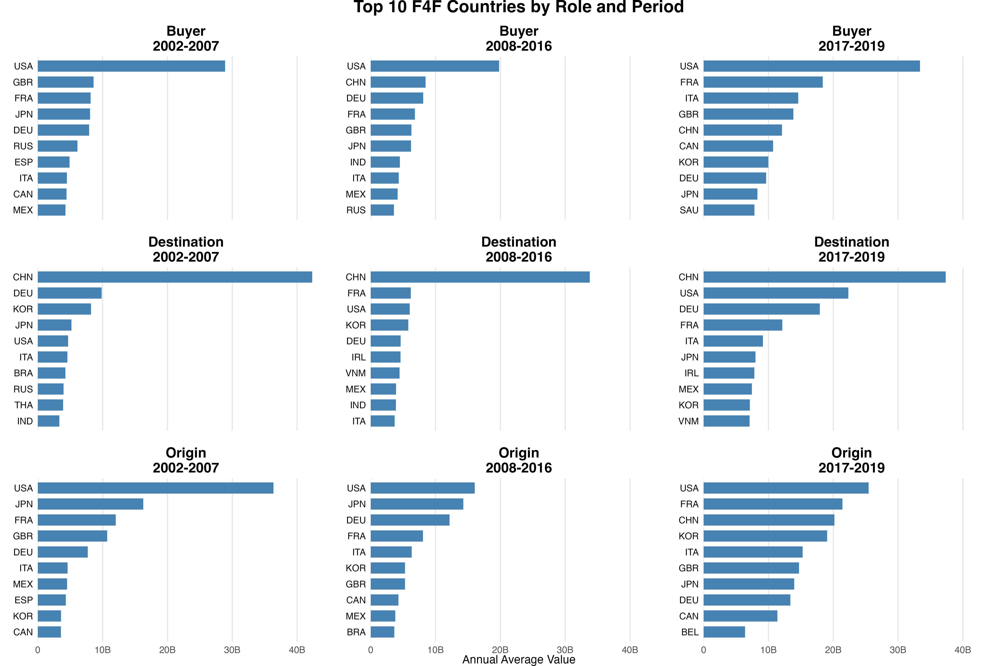 Top 10 F4F Countries by Role and Period
Buyer
2002-2007
USA
GBR
FRA
JPN
DEU
RUS
ESP
ITA
CAN
MEX
Buyer
2008-2016
USA
CHN
DEU
FRA
GBR
JPN
IND
ITA
MEX
RUS
Buyer
2017-2019
USA
FRA
ITA
GBR
CHN
CAN
KOR
DEU
JPN
SAU
Destination
2002-2007
CHN
DEU
KOR
JPN
USA
ITA
BRA
RUS
THA
IND
Destination
2008-2016
CHN
FRA
USA
KOR
DEU
IRL
VNM
MEX
IND
ITA
Destination
2017-2019
CHN
USA
DEU
FRA
ITA
JPN
IRL
MEX
KOR
VNM
Origin
2002-2007
USA
JPN
FRA
GBR
DEU
ITA
MEX
ESP
KOR
CAN
0 10B 20B 30B 40B
Origin
2008-2016
USA
JPN
DEU
FRA
ITA
KOR
GBR
CAN
MEX
BRA
0 10B 20B 30B 40B
Origin
2017-2019
USA
FRA
CHN
KOR
ITA
GBR
JPN
DEU
CAN
BEL
0 10B 20B 30B 40B
Annual Average Value